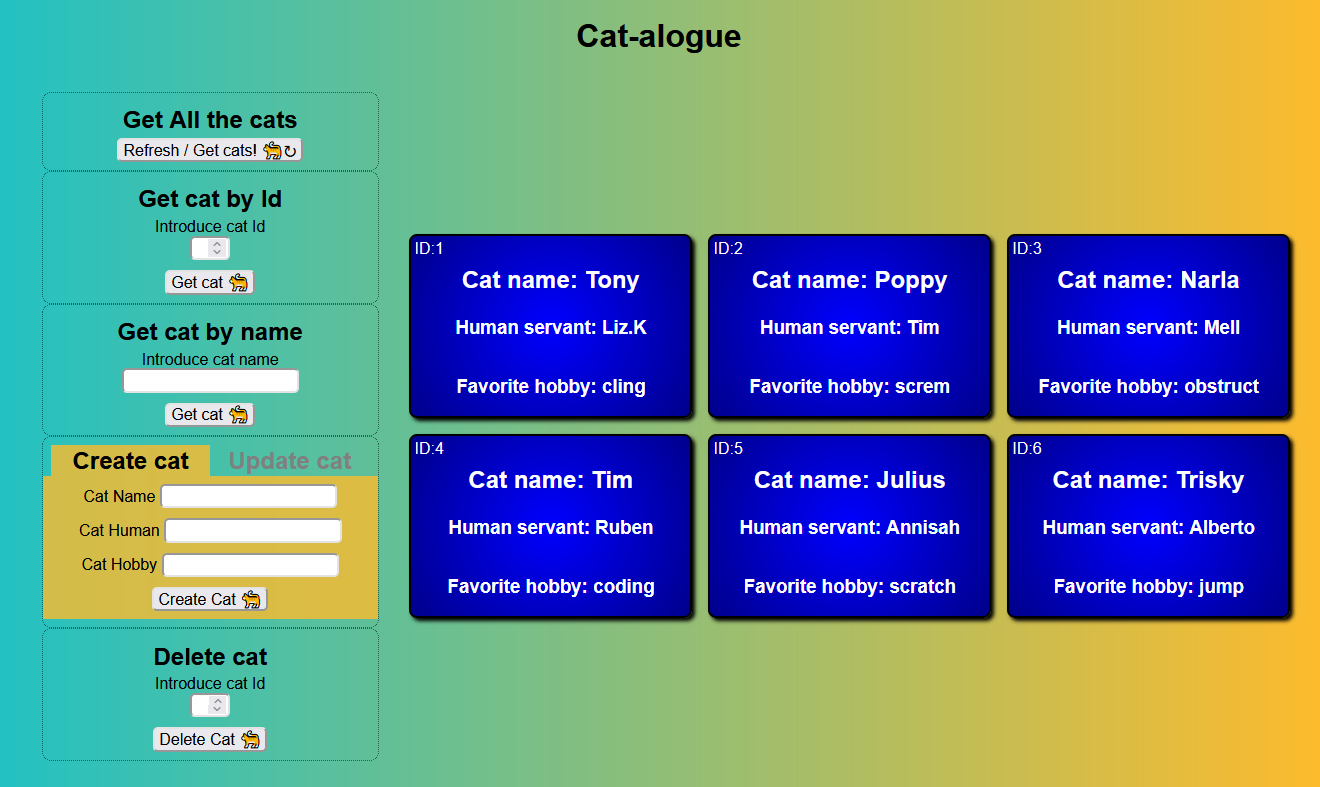 Cat-alogue
Get All the cats
Refresh / Get cats! 🐈↻
Get cat by Id
Introduce cat Id
Get cat 🐈
Get cat by name
Introduce cat name
Get cat 🐈
Create cat
Update cat
Cat Name
Cat Human
Cat Hobby
Create Cat 🐈
Delete cat
Introduce cat Id
Delete Cat 🐈
ID:1
Cat name: Tony
Human servant: Liz.K
Favorite hobby: cling
ID:2
Cat name: Poppy
Human servant: Tim
Favorite hobby: screm
ID:3
Cat name: Narla
Human servant: Mell
Favorite hobby: obstruct
ID:4
Cat name: Tim
Human servant: Ruben
Favorite hobby: coding
ID:5
Cat name: Julius
Human servant: Annisah
Favorite hobby: scratch
ID:6
Cat name: Trisky
Human servant: Alberto
Favorite hobby: jump